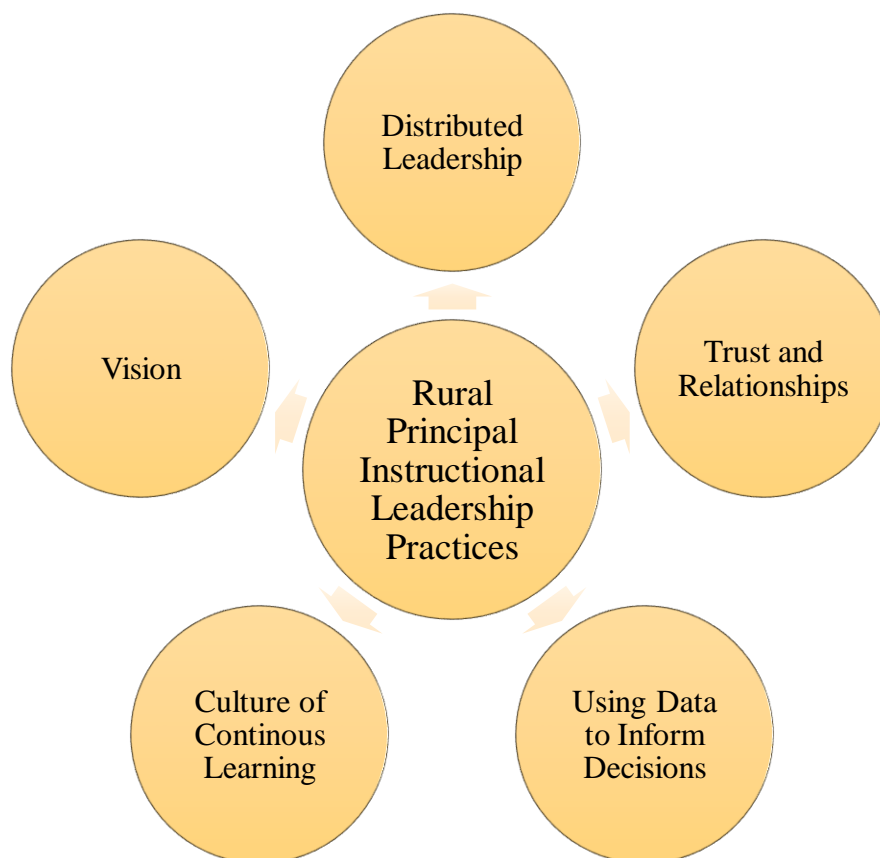 Distributed
Leadership
Vision
Trust and
Relationships
Rural
Principal
Instructional
Leadership
Practices
Culture of
Continous
Learning
Using Data
to Inform
Decisions